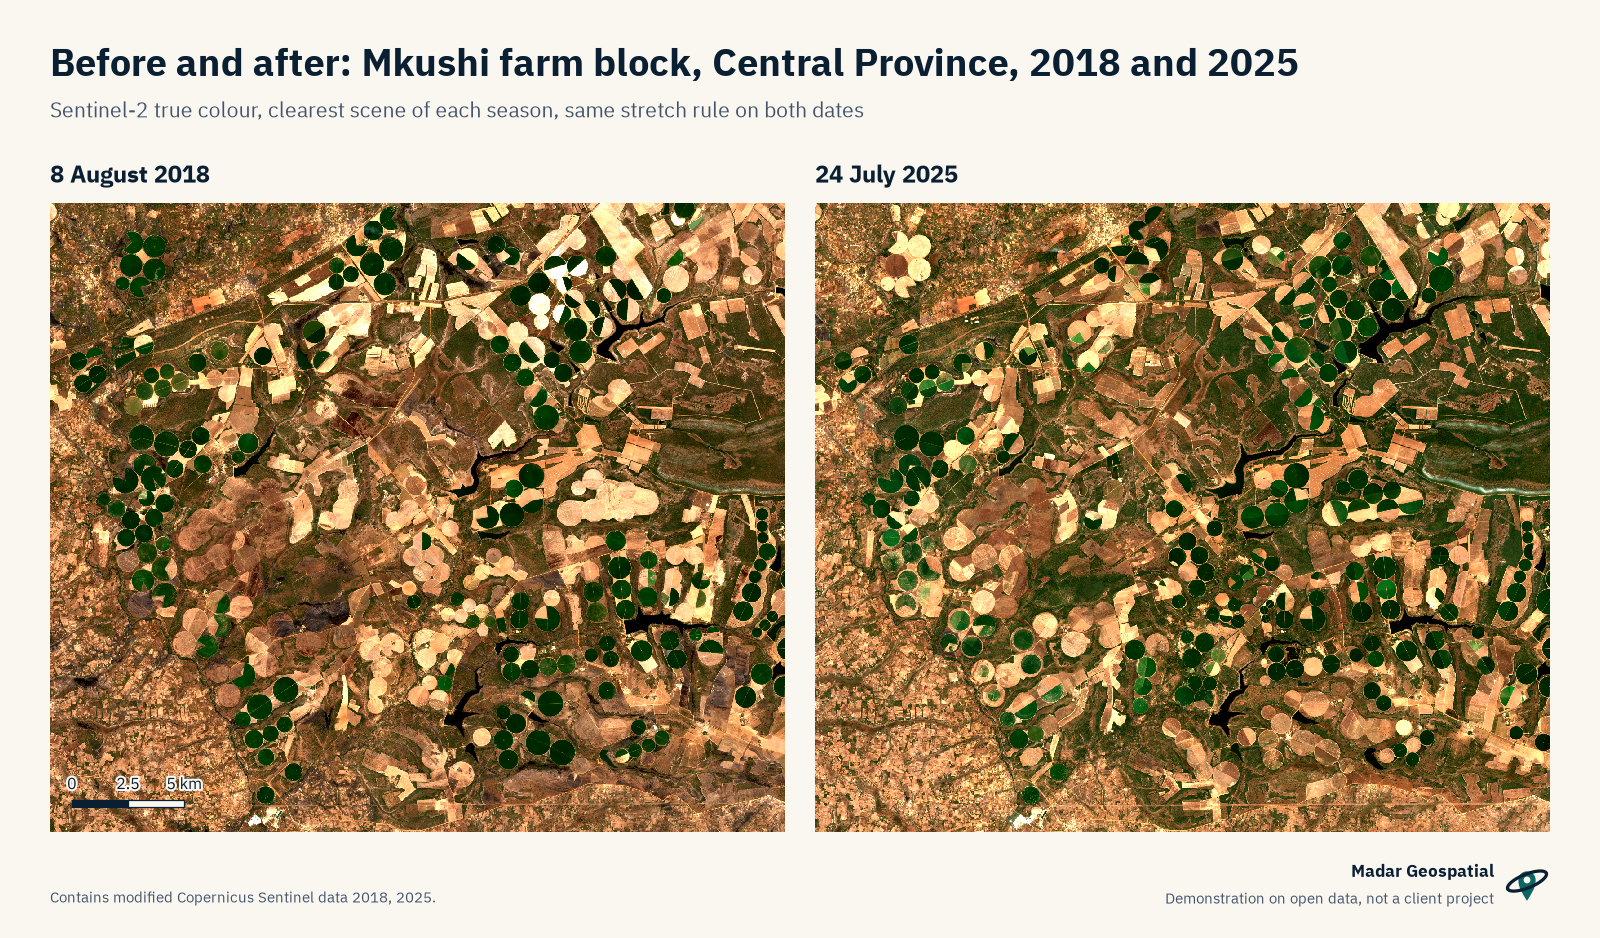 Before and after: Mkushi farm block, Central Province, 2018 and 2025
Sentinel-2 true colour, clearest scene of each season, same stretch rule on both dates
8 August 2018
24 July 2025
0 2.5 5 km
Contains modified Copernicus Sentinel data 2018, 2025.
Madar Geospatial
Demonstration on open data, not a client project